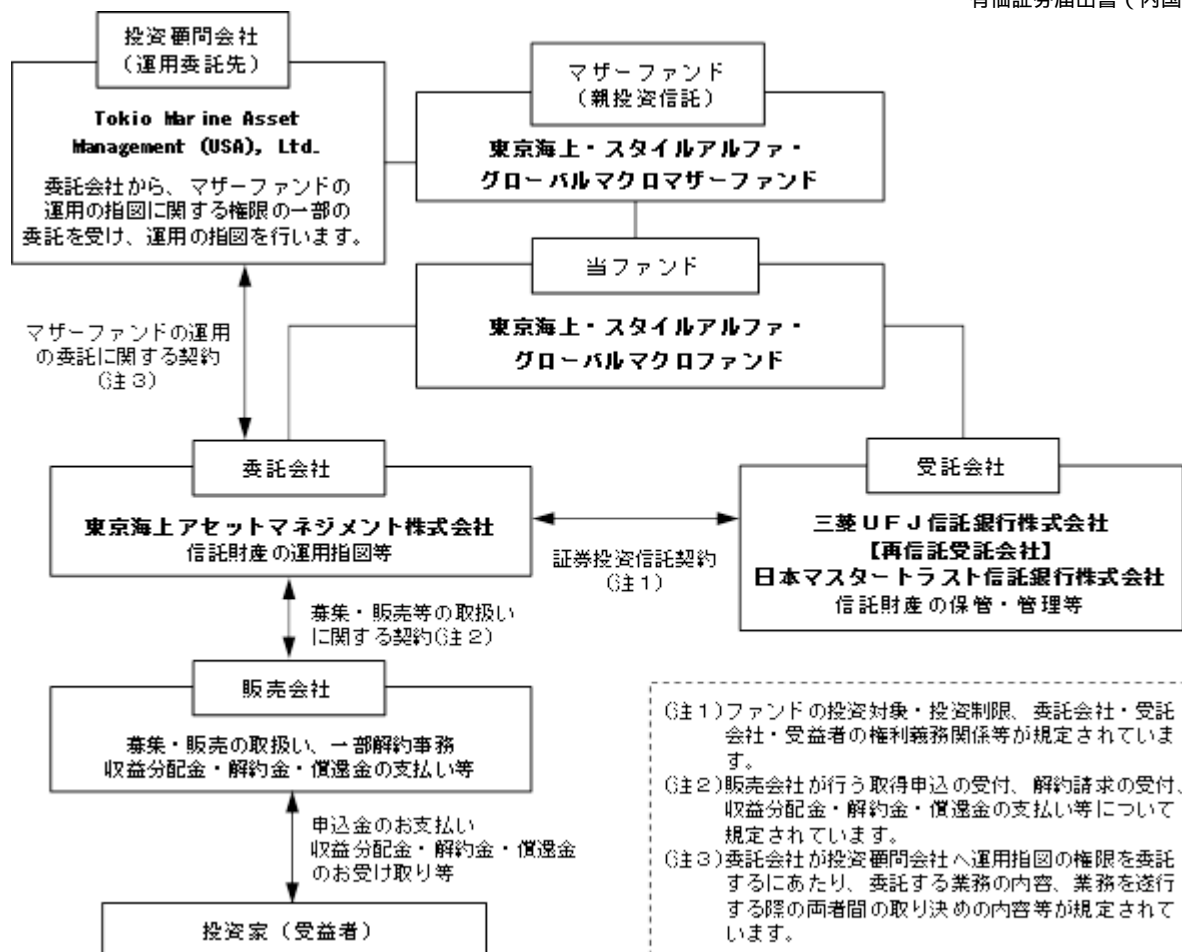 有価証券届出書（内国
投資顧問会社
（運用委託先）
Tokio Marine Asset
Management (USA), Ltd.
委託会社から、マザーファンドの
運用の指図に関する権限の一部の
委託を受け、運用の指図を行います。
マザーファンド
（親投資信託）
東京海上・スタイルアルファ・
グローバルマクロマザーファンド
当ファンド
東京海上・スタイルアルファ・
グローバルマクロファンド
マザーファンドの運用
の委託に関する契約
（注３）
委託会社
東京海上アセットマネジメント株式会社
信託財産の運用指図等
証券投資信託契約
（注１）
受託会社
三菱ＵＦＪ信託銀行株式会社
【再信託受託会社】
日本マスタートラスト信託銀行株式会社
信託財産の保管・管理等
募集・販売等の取扱い
に関する契約（注２）
販売会社
募集・販売の取扱い、一部解約事務
収益分配金・解約金・償還金の支払い等
申込金のお支払い
収益分配金・解約金・償還金
のお受け取り等
投資家（受益者）
（注１）ファンドの投資対象・投資制限、委託会社・受託
会社・受益者の権利義務関係等が規定されていま
す。
（注２）販売会社が行う取得申込の受付、解約請求の受付、
収益分配金・解約金・償還金の支払い等について
規定されています。
（注３）委託会社が投資顧問会社へ運用指図の権限を委託
するにあたり、委託する業務の内容、業務を遂行
する際の両者間の取り決めの内容等が規定されて
います。